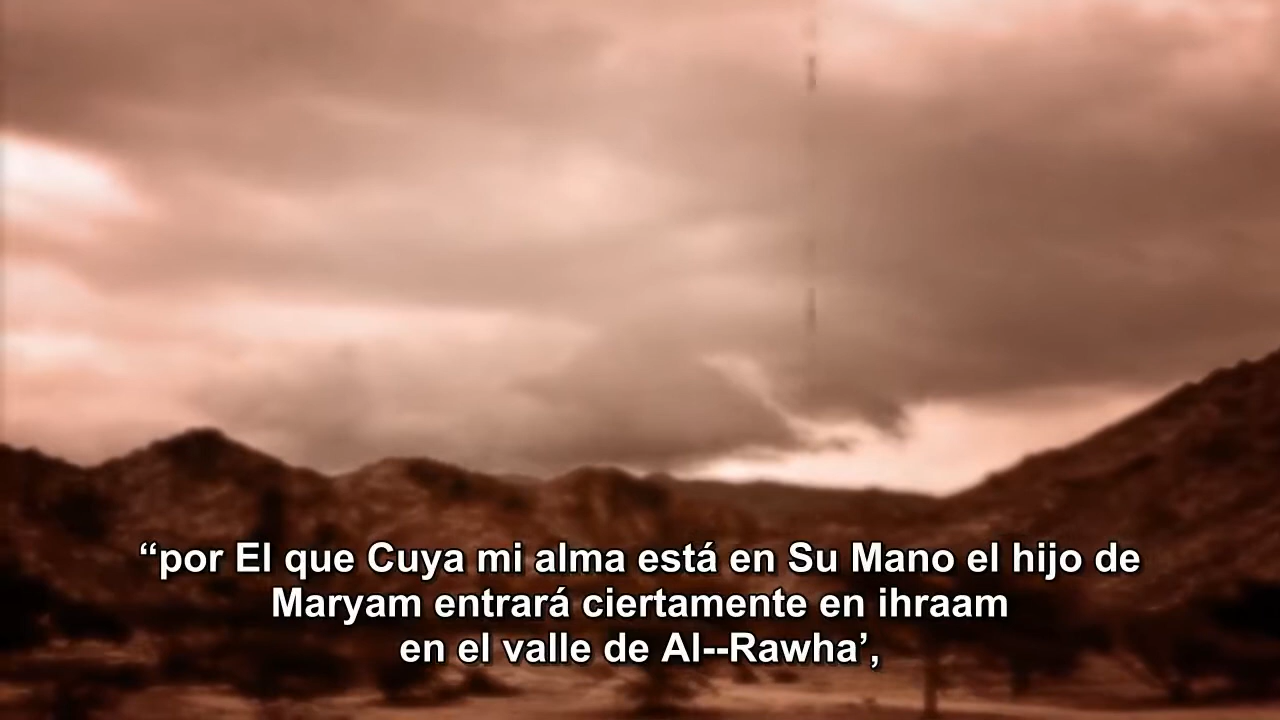 “por El que Cuya mi alma está en Su Mano el hijo de
Maryam entrará ciertamente en ihraam
en el valle de Al--Rawha’,